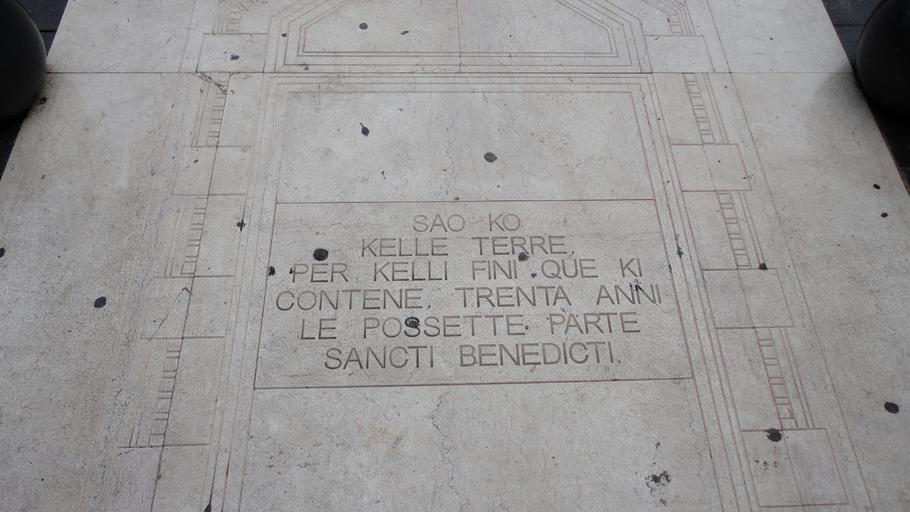 SAO KO
KELLE TERRE,
PER KELLI FINI QUE KI
CONTENE, TRENTA ANNI
LE POSSETTE PARTE
SANCTI BENEDICTI.